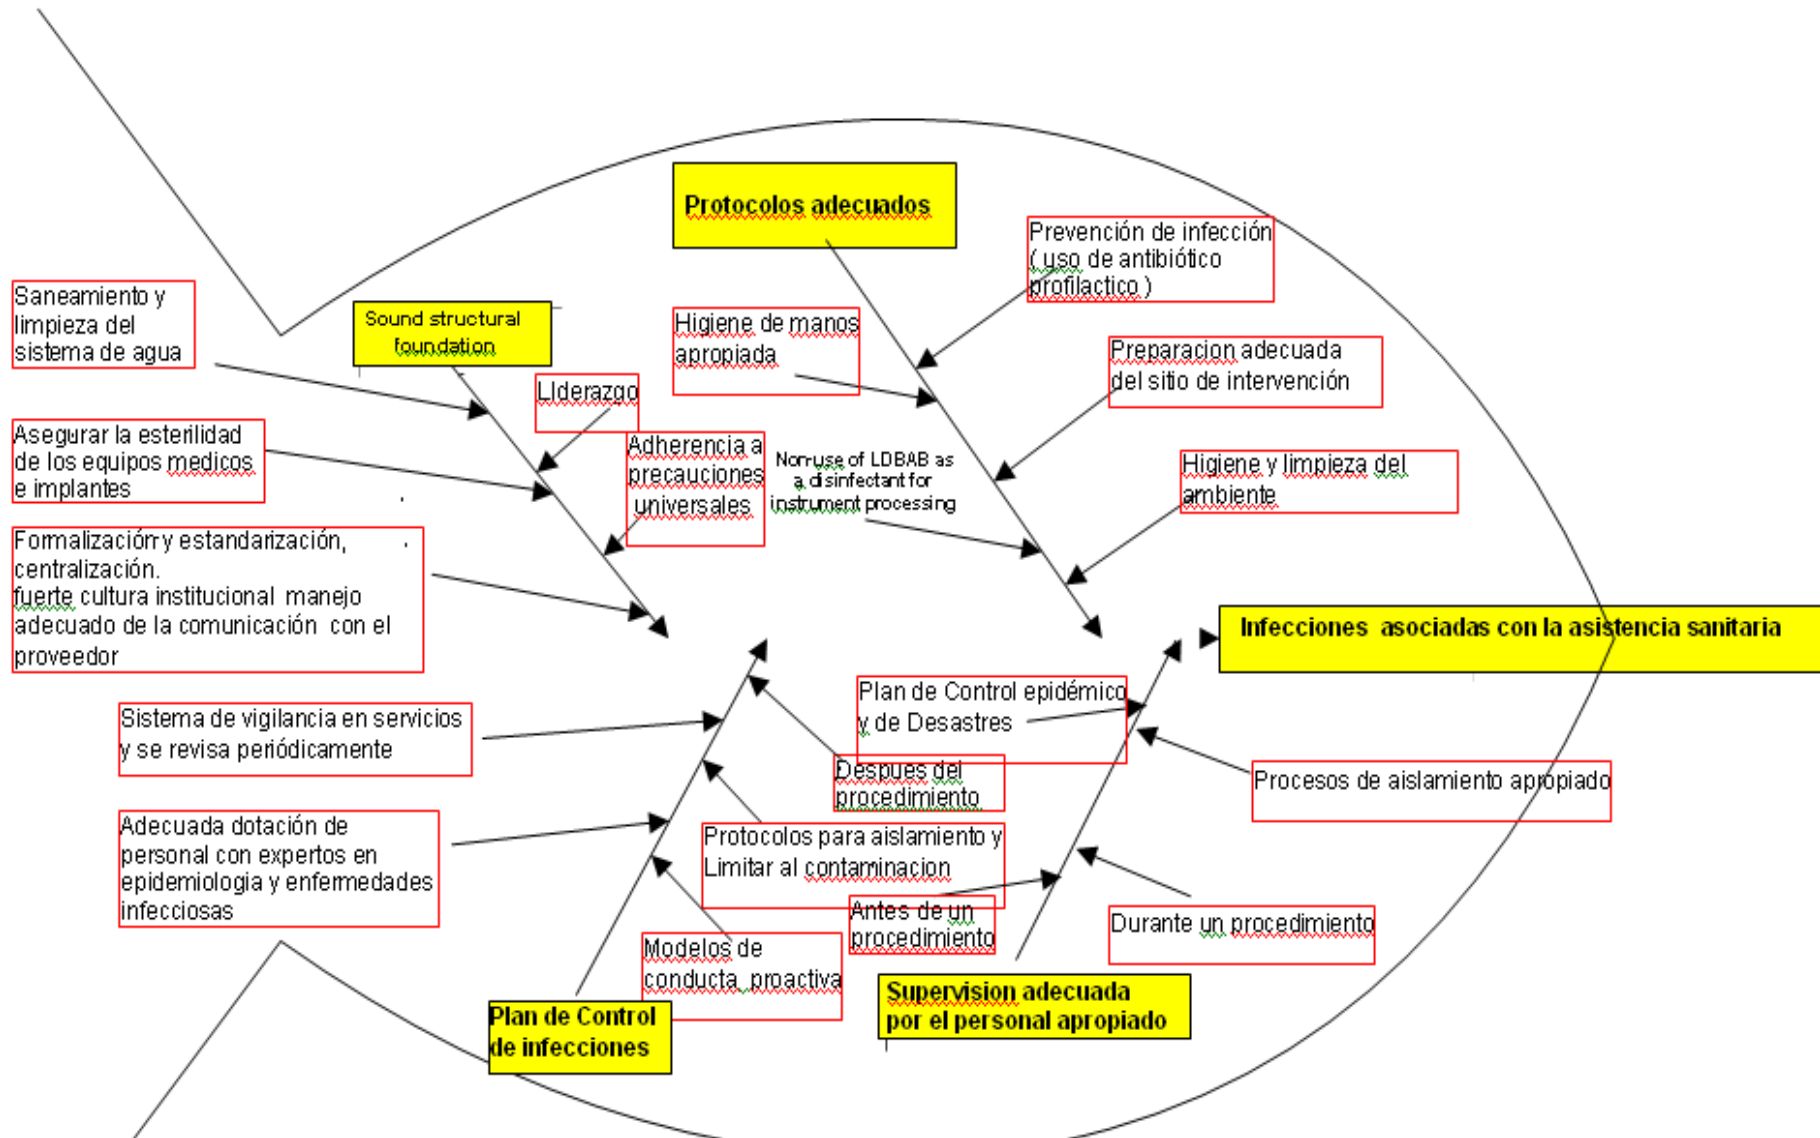 Protocolos adecuados
Prevención de infección
( uso de antibiótico
profilactico )
Saneamiento y
limpieza del
sistema de agua
Sound structural
foundation
Higiene de manos
apropiada
Preparacion adecuada
del sitio de intervención
LIderazgo
Asegurar la esterilidad
de los equipos medicos
e implantes
Adherencia a
precauciones
universales
Non-use of LDBAB as
a disinfectant for
instrument processing
Higiene y limpieza del
ambiente
Formalización y estandarización,
centralización.
fuerte cultura institucional manejo
adecuado de la comunicación con el
proveedor
Infecciones asociadas con la asistencia sanitaria
Plan de Control epidémico
y de Desastres
Sistema de vigilancia en servicios
y se revisa periódicamente
Despues del
procedimiento
Procesos de aislamiento apropiado
Adecuada dotación de
personal con expertos en
epidemiologia y enfermedades
infecciosas
Protocolos para aislamiento y
Limitar al contaminacion
Antes de un
procedimiento
Durante un procedimiento
Modelos de
conducta, proactiva
Supervision adecuada
por el personal apropiado
Plan de Control
de infecciones